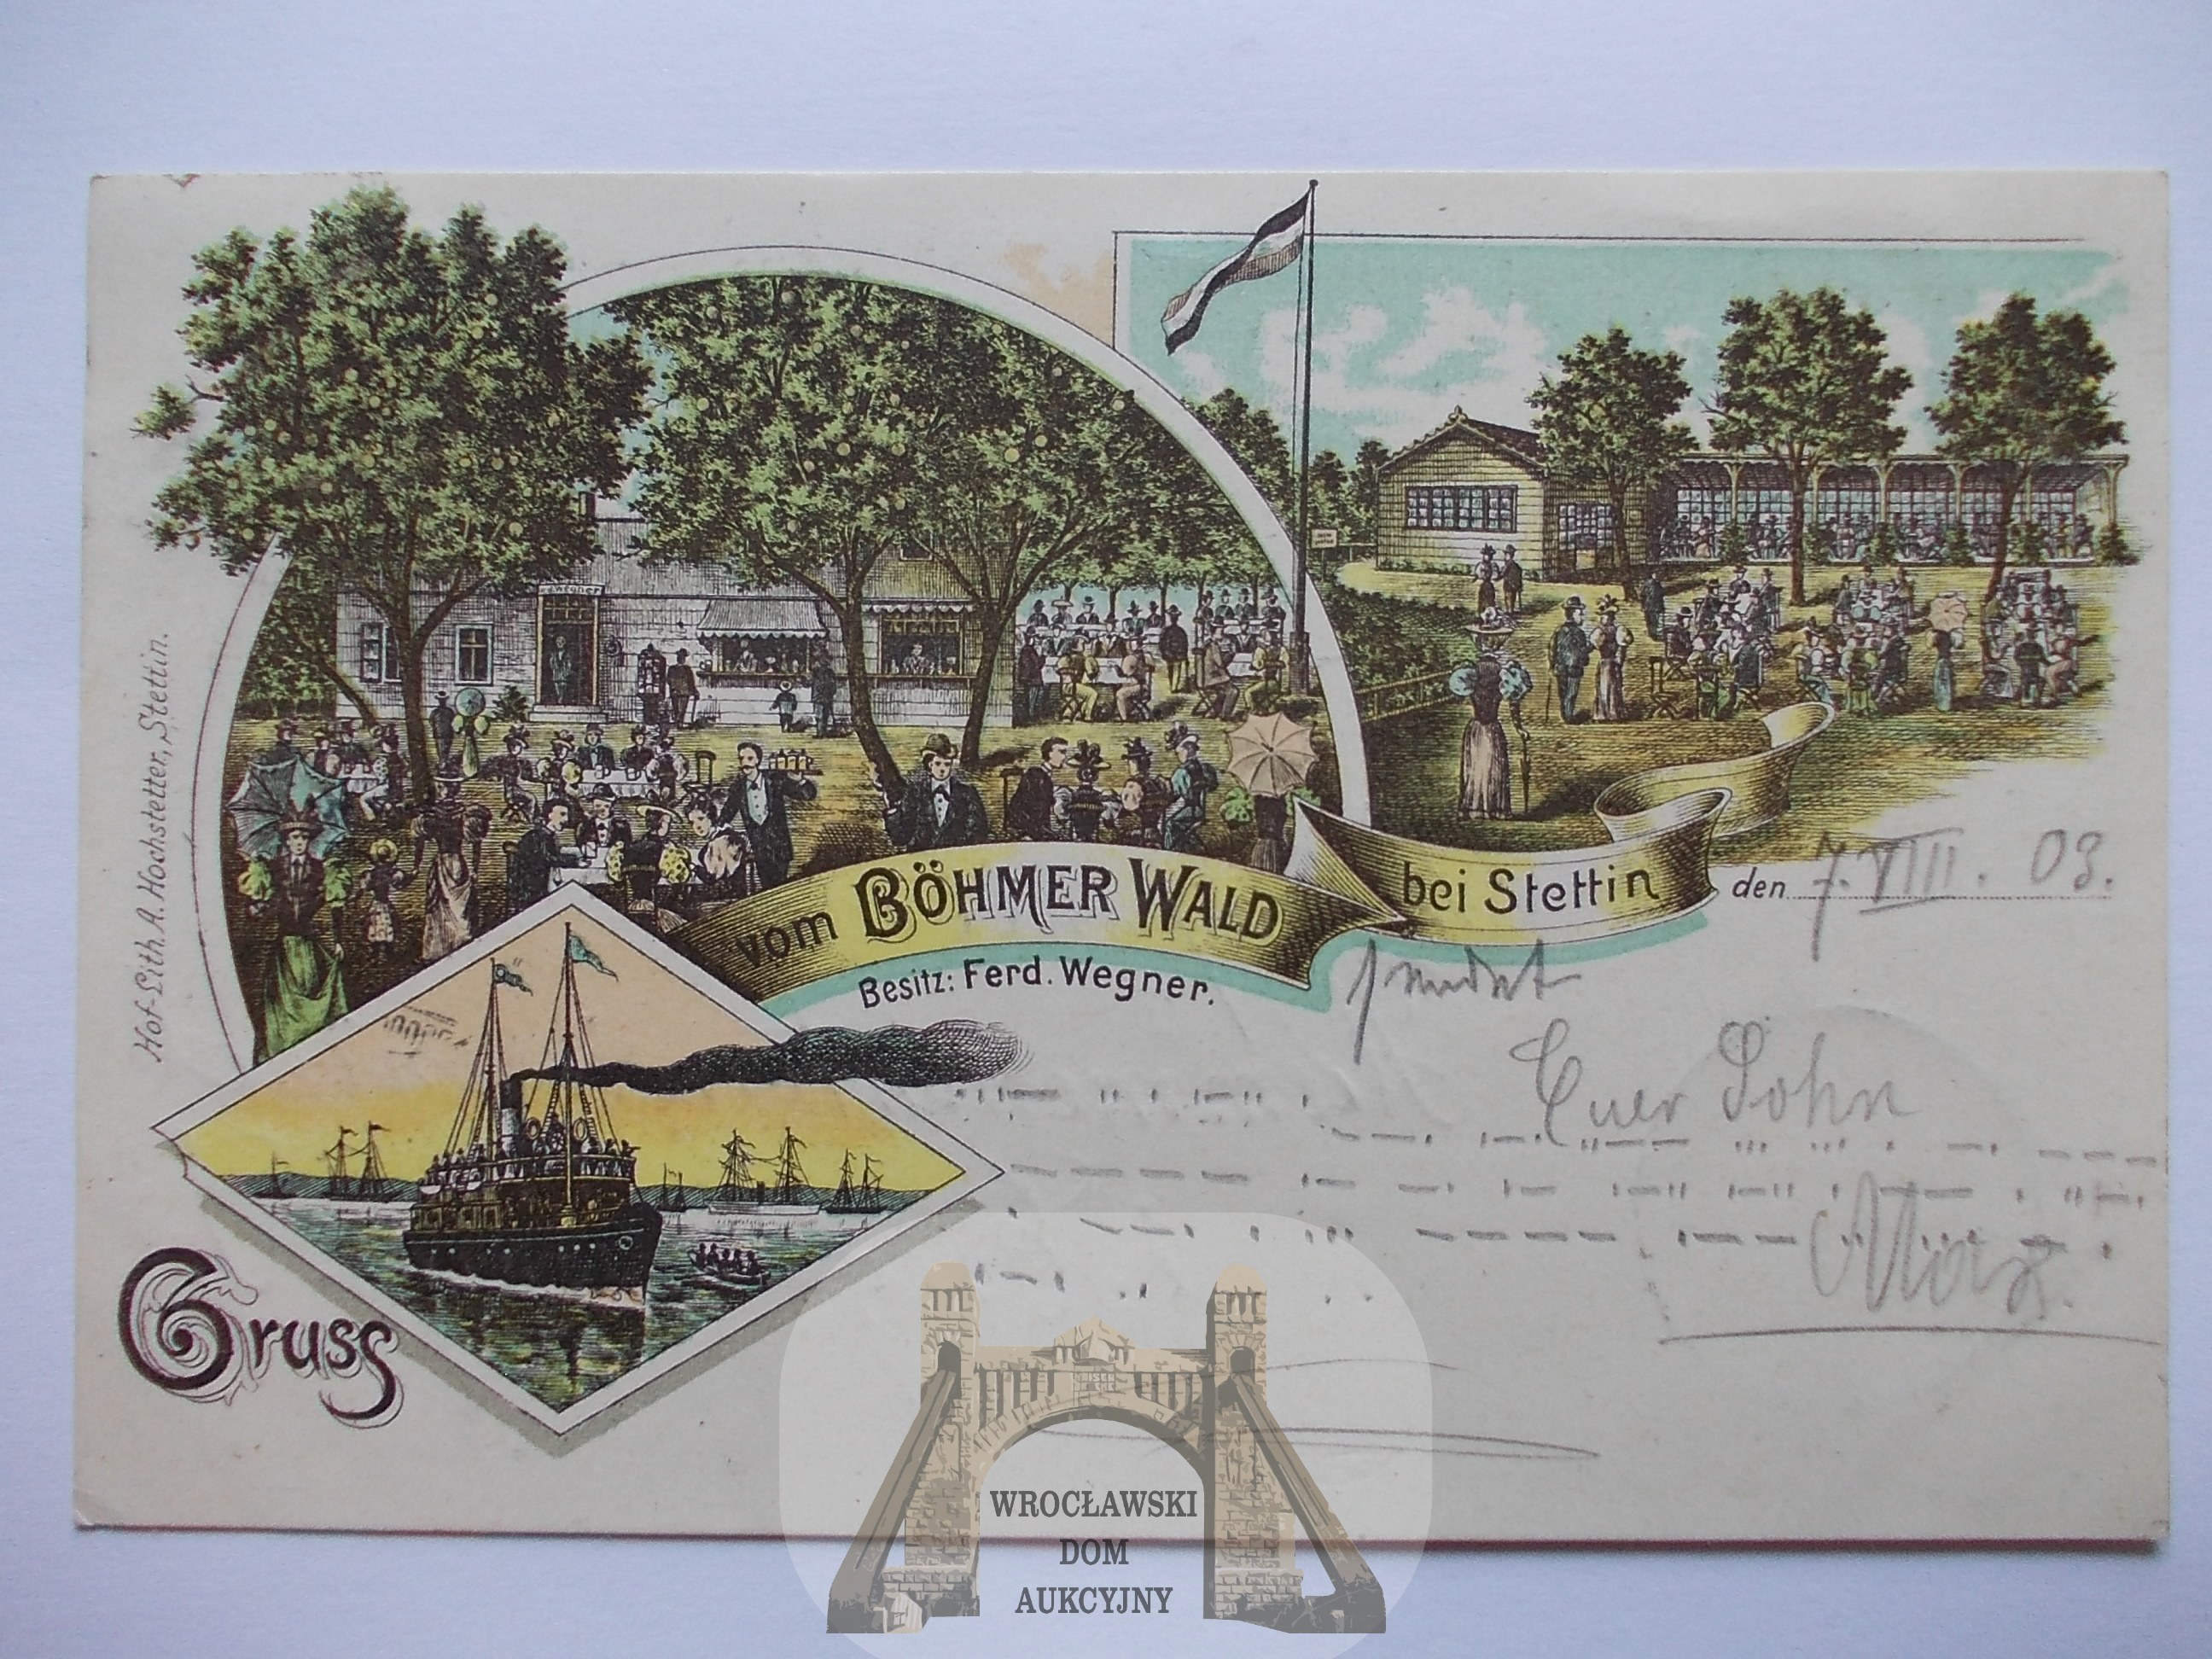 Gruss
vom BÖHMER WALD
bei Stettin
Besitz: Ferd. Wegner.
den 7. VIII. 03.
sendet
Euer Sohn
Hof-Lith. A. Hochstetter, Stettin.
Wegner
WROCŁAWSKI
DOM
AUKCYJNY